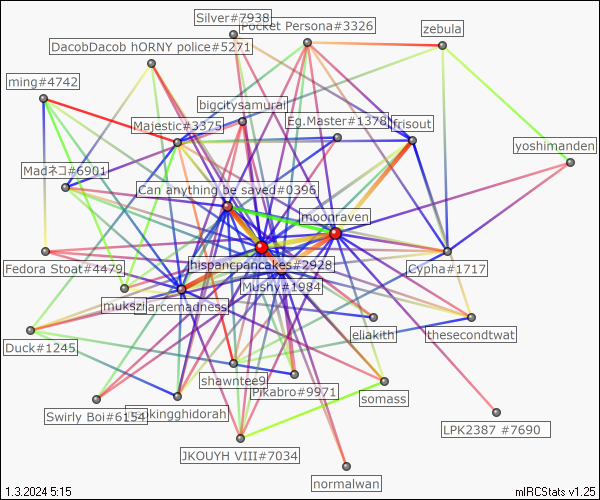 Silver#7938
Pocket Persona#3326
zebula
DacobDacob hORNY police#5271
ming#4742
bigcitysamurai
Eg.Master#1378
frisout
Majestic#3375
yoshimanden
Madネコ#6901
Can anything be saved#0396
moonraven
Fedora Stoat#4479
hispanicpancakes#2928
Cypha#1717
Mushy#1984
mukszi
arcemadness
eliakith
thesecondtwat
Duck#1245
shawntee9
Pikabro#9971
somass
Swirly Boi#6154
kingghidorah
LPK2387 #7690
JKOUYH VIII#7034
normalwan
1.3.2024 5:15
mIRCStats v1.25